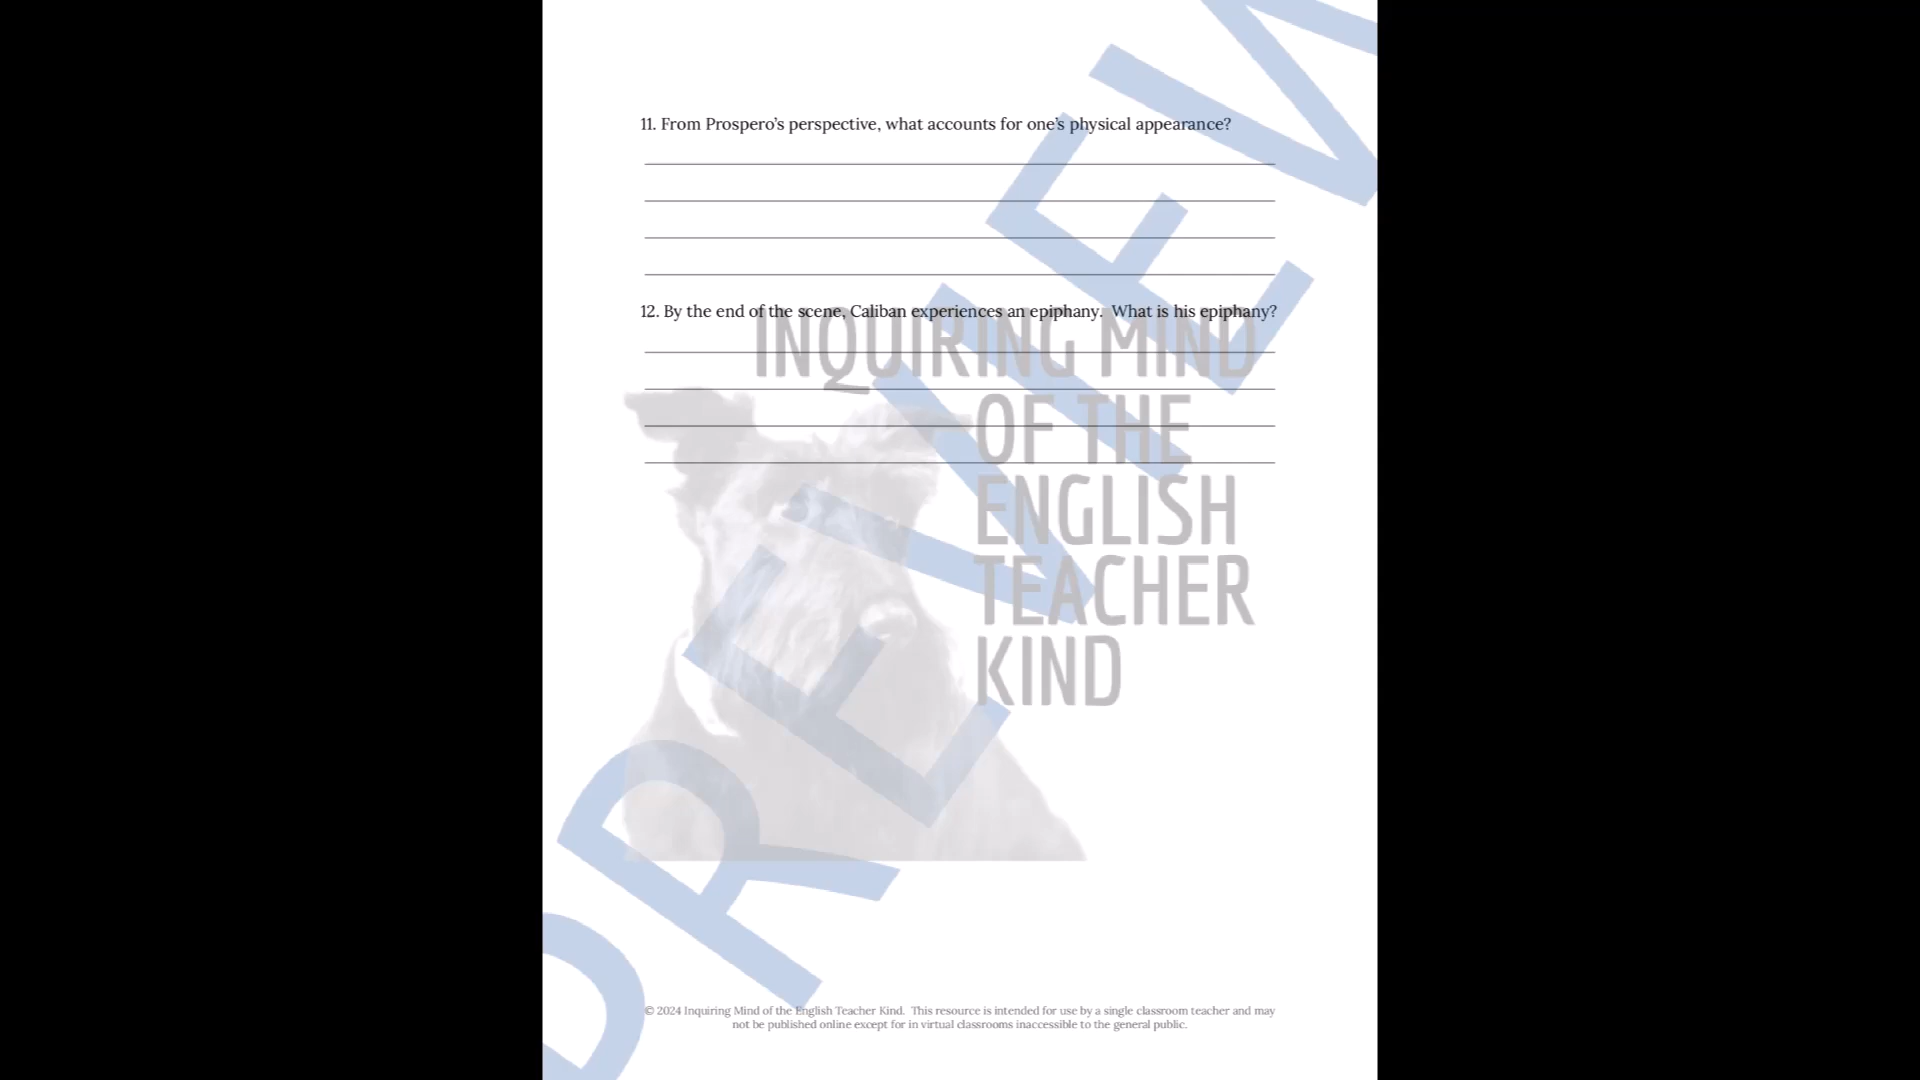 11. From Prospero’s perspective, what accounts for one’s physical appearance?
12. By the end of the scene, Caliban experiences an epiphany.  What is his epiphany?
INQUIRING MIND
OF THE
ENGLISH
TEACHER
KIND
PREVIEW
© 2024 Inquiring Mind of the English Teacher Kind.  This resource is intended for use by a single classroom teacher and may
not be published online except for in virtual classrooms inaccessible to the general public.